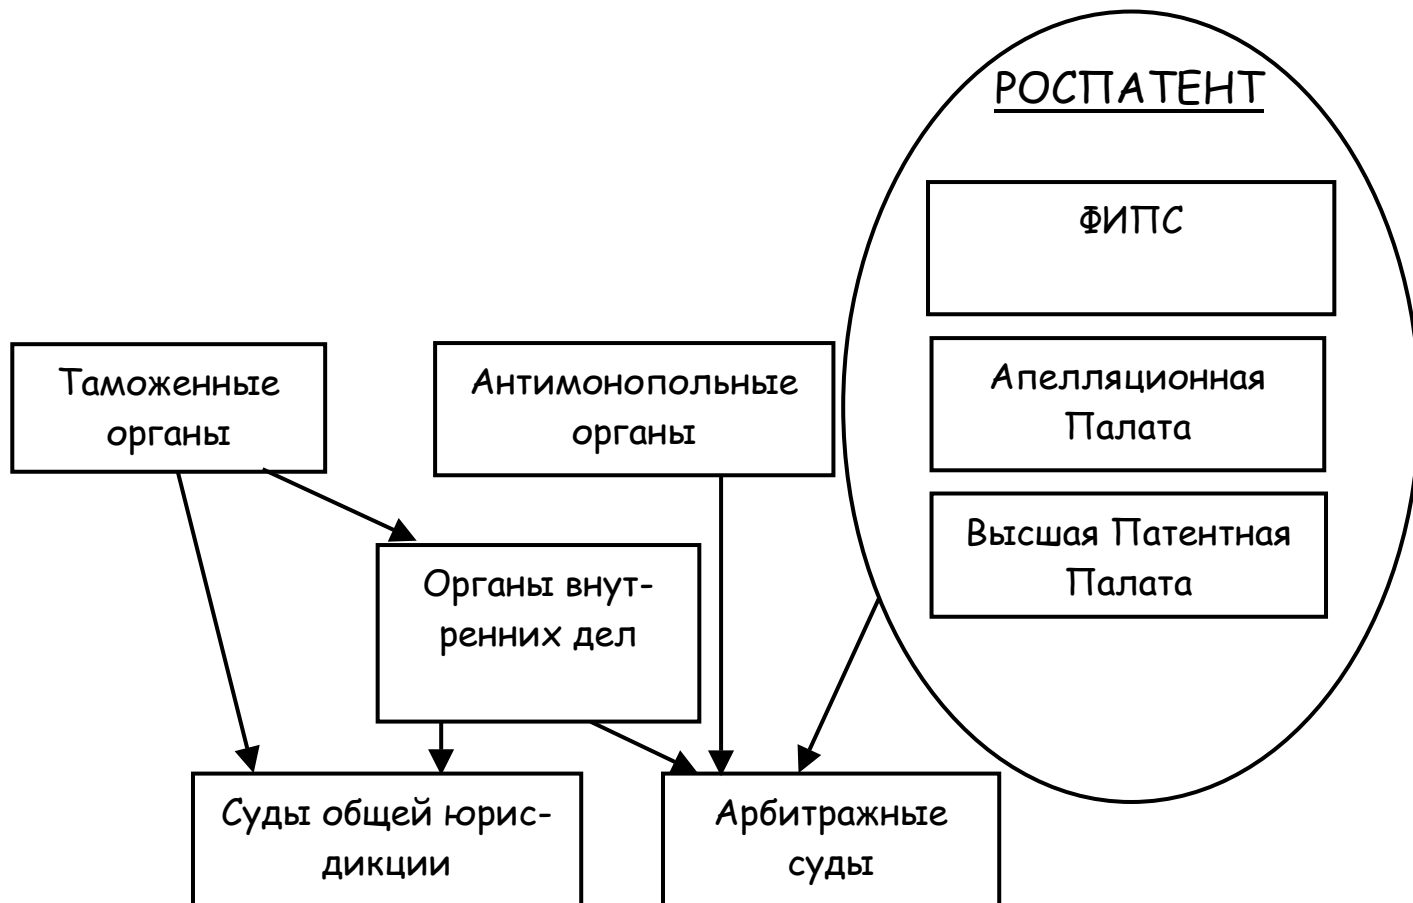 РОСПАТЕНТ
ФИПС
Таможенные
органы
Антимонопольные
органы
Апелляционная
Палата
Высшая Патентная
Палата
Органы внут-
ренних дел
Суды общей юрис-
дикции
Арбитражные
суды